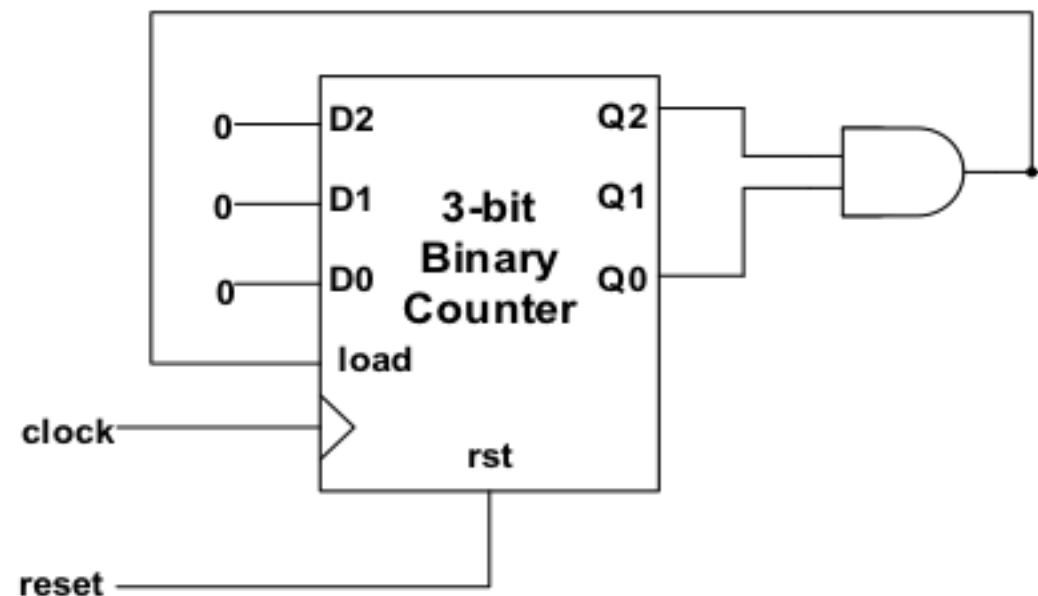 0
D2
Q2
0
D1
3-bit
Binary
Counter
Q1
0
D0
Q0
load
clock
rst
reset